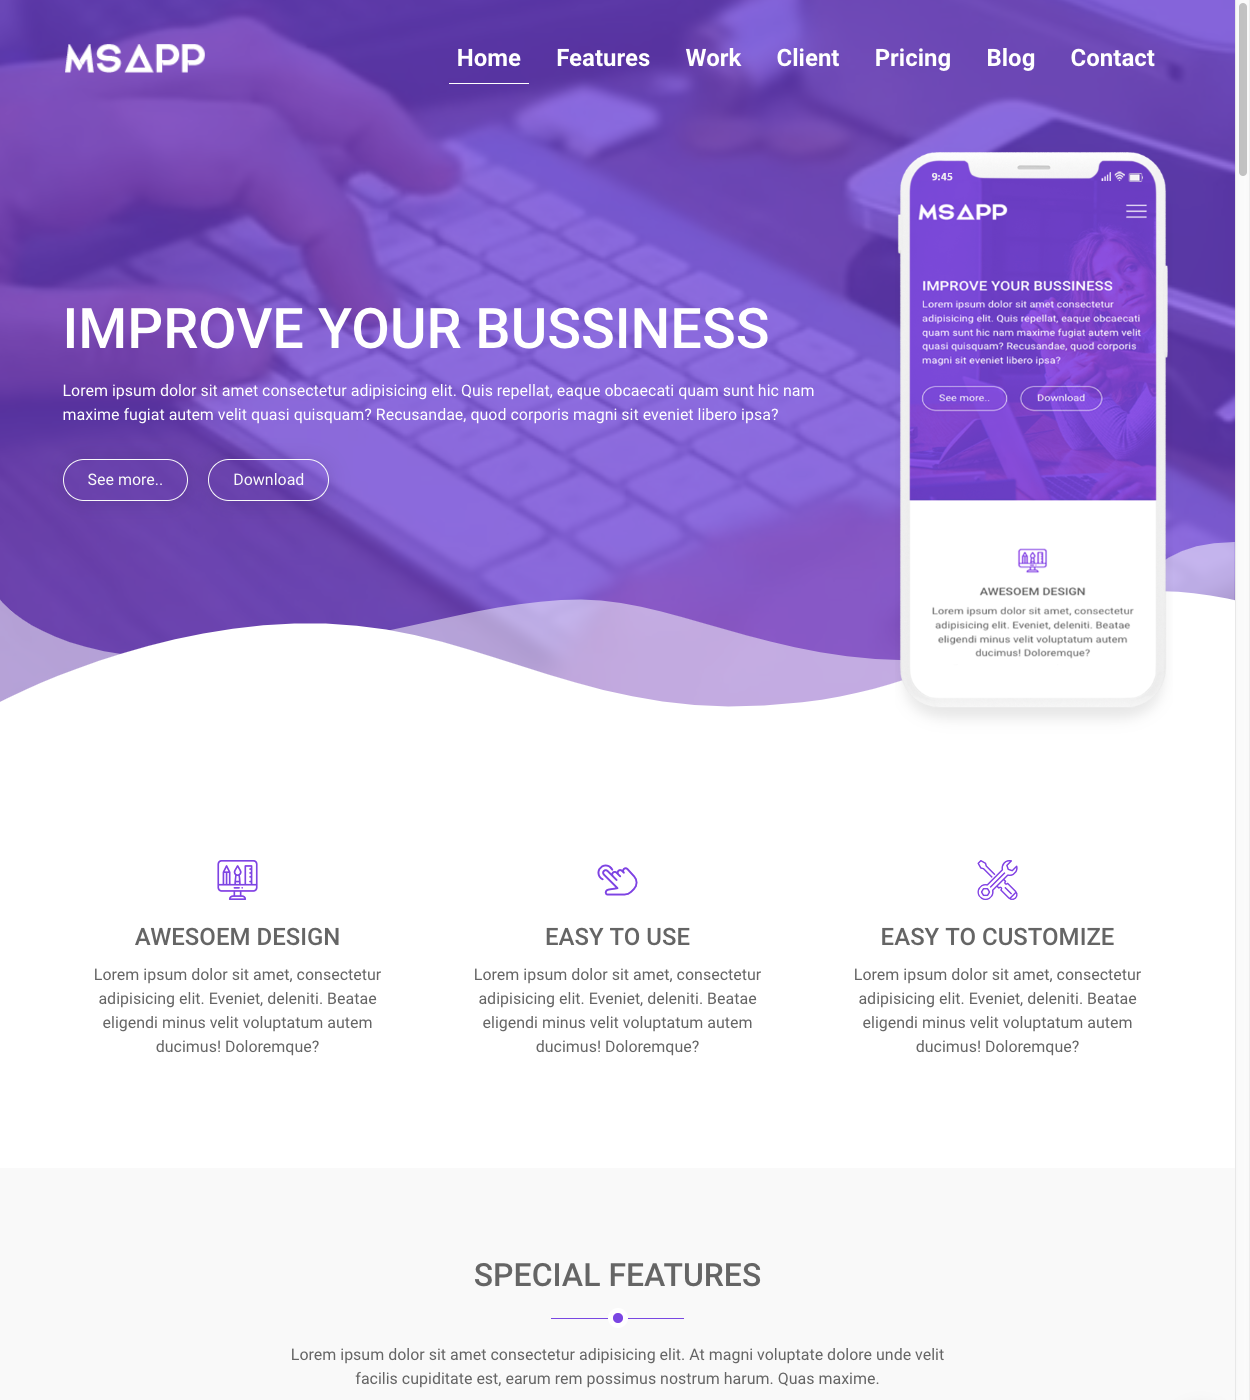 MSAPP
Home Features Work Client Pricing Blog Contact
9:45
MSAPP
IMPROVE YOUR BUSSINESS
Lorem ipsum dolor sit amet consectetur
adipisicing elit. Quis repellat, eaque obcaecati
quam sunt hic nam maxime fugiat autem velit
quasi quisquam? Recusandae, quod corporis
magni sit eveniet libero ipsa?
See more.. Download
AWESOEM DESIGN
Lorem ipsum dolor sit amet, consectetur
adipisicing elit. Eveniet, deleniti. Beatae
eligendi minus velit voluptatum autem
ducimus! Doloremque?
IMPROVE YOUR BUSSINESS
Lorem ipsum dolor sit amet consectetur adipisicing elit. Quis repellat, eaque obcaecati quam sunt hic nam
maxime fugiat autem velit quasi quisquam? Recusandae, quod corporis magni sit eveniet libero ipsa?
See more.. Download
AWESOEM DESIGN
Lorem ipsum dolor sit amet, consectetur
adipisicing elit. Eveniet, deleniti. Beatae
eligendi minus velit voluptatum autem
ducimus! Doloremque?
EASY TO USE
Lorem ipsum dolor sit amet, consectetur
adipisicing elit. Eveniet, deleniti. Beatae
eligendi minus velit voluptatum autem
ducimus! Doloremque?
EASY TO CUSTOMIZE
Lorem ipsum dolor sit amet, consectetur
adipisicing elit. Eveniet, deleniti. Beatae
eligendi minus velit voluptatum autem
ducimus! Doloremque?
SPECIAL FEATURES
Lorem ipsum dolor sit amet consectetur adipisicing elit. At magni voluptate dolore unde velit
facilis cupiditate est, earum rem possimus nostrum harum. Quas maxime.